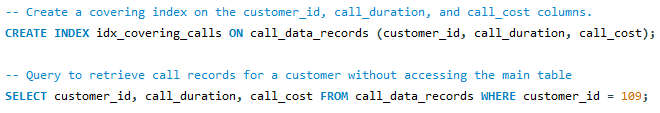 -- Create a covering index on the customer_id, call_duration, and call_cost columns.
CREATE INDEX idx_covering_calls ON call_data_records (customer_id, call_duration, call_cost);
-- Query to retrieve call records for a customer without accessing the main table
SELECT customer_id, call_duration, call_cost FROM call_data_records WHERE customer_id = 109;